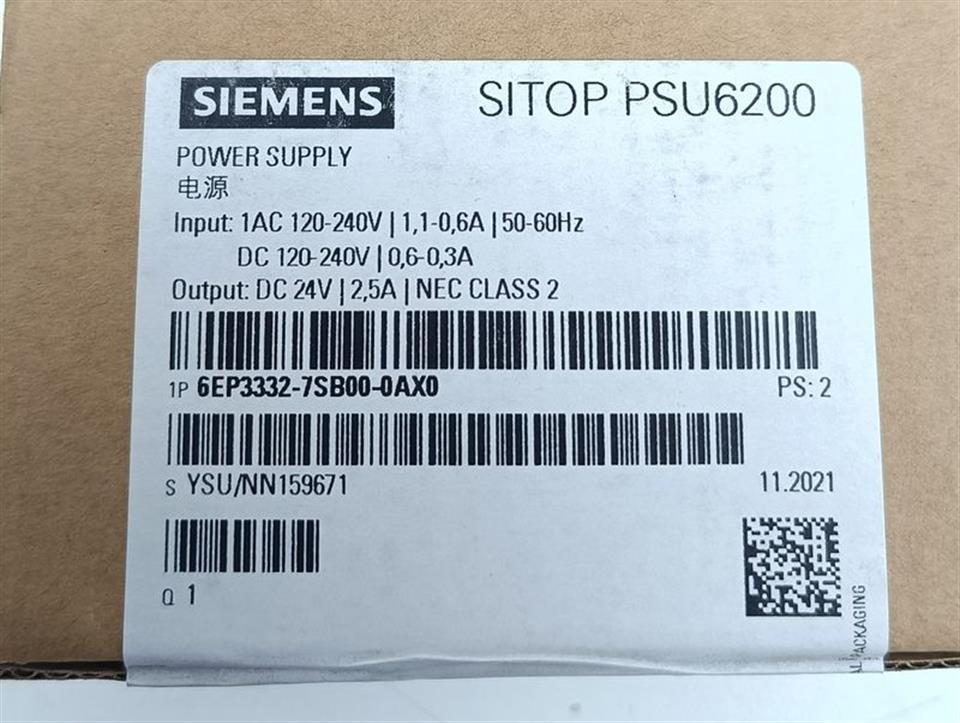 SIEMENS SITOP PSU6200
POWER SUPPLY
电源
Input: 1AC 120-240V | 1,1-0,6A | 50-60Hz
DC 120-240V | 0,6-0,3A
Output: DC 24V | 2,5A | NEC CLASS 2
1P 6EP3332-7SB00-0AX0 PS: 2
S YSU/NN159671 11.2021
Q 1
PACKAGING